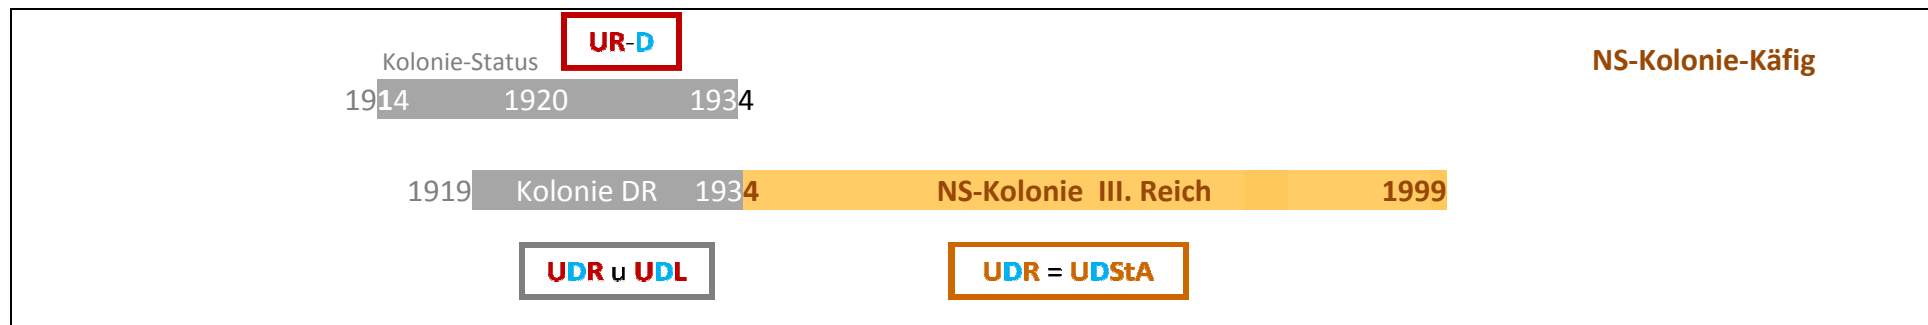 UR-D
Kolonie-Status
NS-Kolonie-Käfig
1914 1920 1934
1919 Kolonie DR 1934 NS-Kolonie III. Reich 1999
UDR u UDL
UDR = UDStA